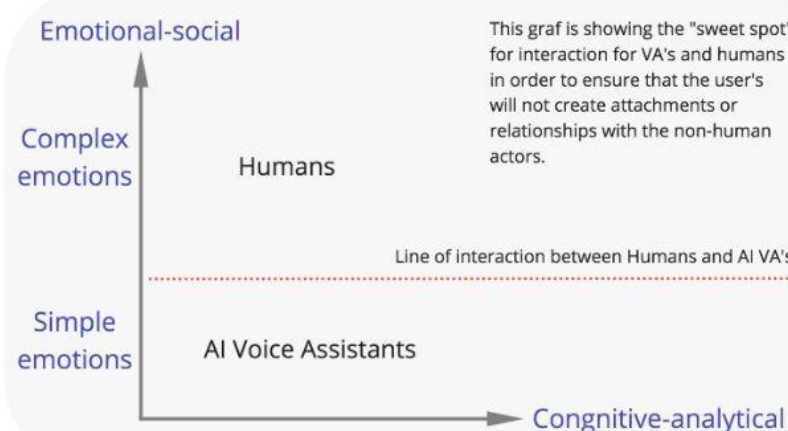 Emotional-social
This graf is showing the "sweet spot"
for interaction for VA's and humans
in order to ensure that the user's
will not create attachments or
relationships with the non-human
actors.
Complex
emotions
Humans
Line of interaction between Humans and AI VA's
Simple
emotions
AI Voice Assistants
Congnitive-analytical